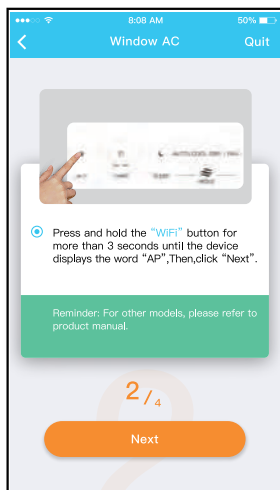 8:08 AM
50%
Window AC
Quit
Press and hold the “WiFi” button for
more than 3 seconds until the device
displays the word “AP”,Then,click “Next”.
Reminder: For other models, please refer to
product manual.
2/4
Next